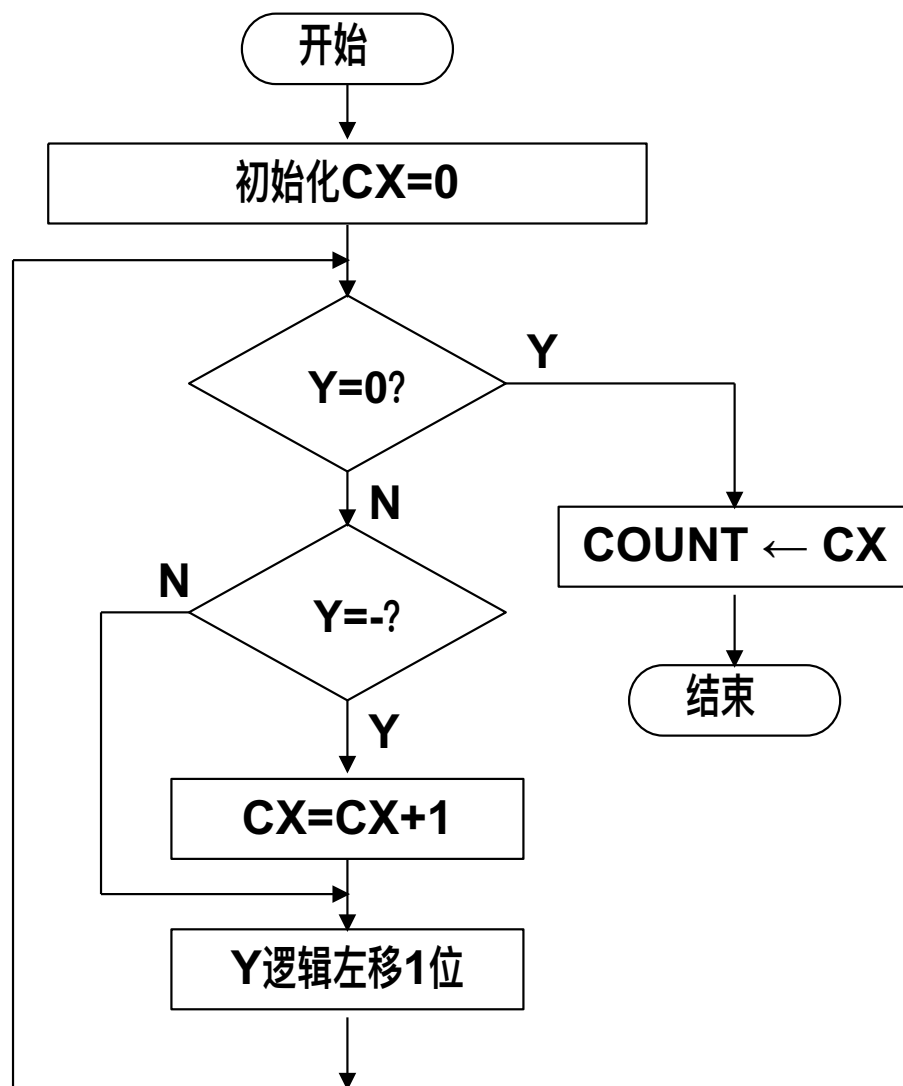 开始
初始化CX=0
Y=0?
Y
N
COUNT ← CX
N
Y=-?
结束
Y
CX=CX+1
Y逻辑左移1位